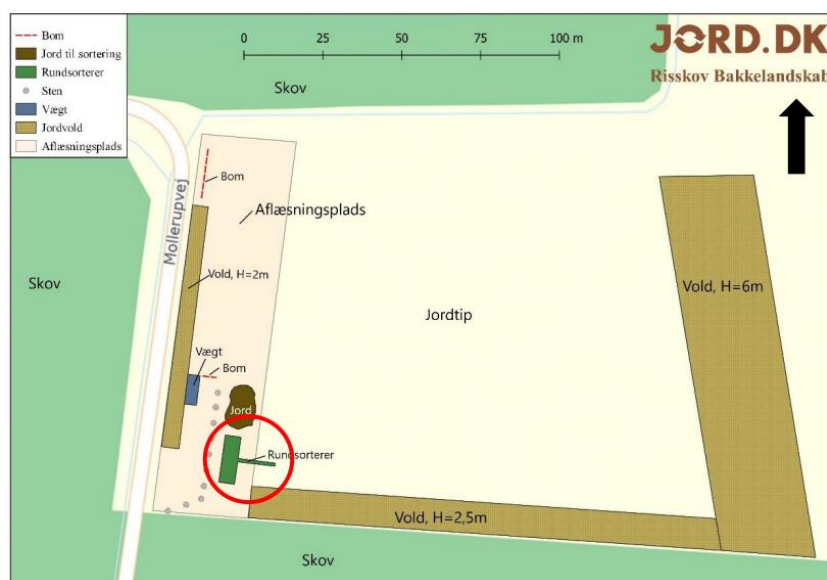 Bom
Jord til sortering
Rundsorterer
Sten
Vægt
Jordvold
Aflæsningsplads
0 25 50 75 100 m
JORD.DK
Risskov Bakkelandskab
Skov
Bom
Mollerupvej
Aflæsningsplads
Skov
Vold, H=2m
Vold, H=6m
Jordtip
Vægt
Bom
Jord
Rundsorterer
Vold, H=2,5m
Skov